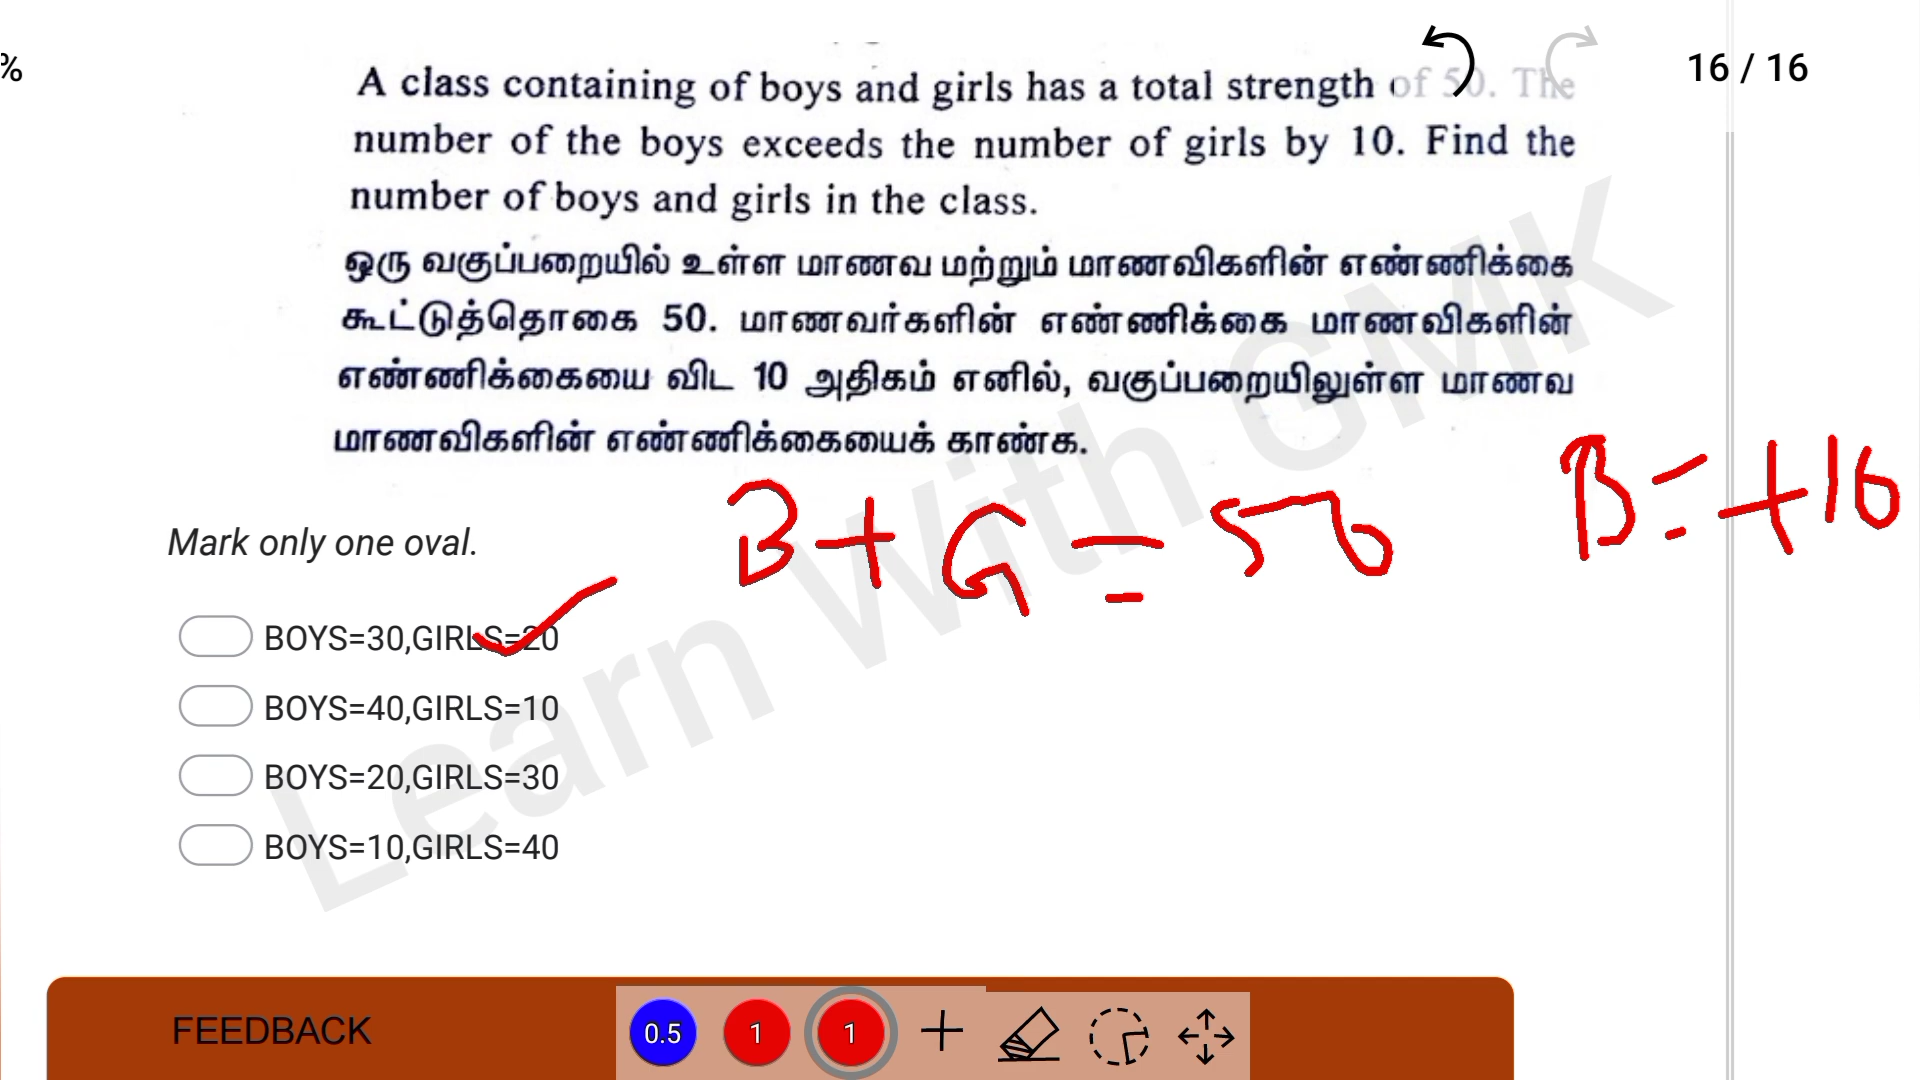 %
16 / 16
A class containing of boys and girls has a total strength of 50. The
number of the boys exceeds the number of girls by 10. Find the
number of boys and girls in the class.
ஒரு வகுப்பறையில் உள்ள மாணவ மற்றும் மாணவிகளின் எண்ணிக்கை
கூட்டுத்தொகை 50. மாணவர்களின் எண்ணிக்கை மாணவிகளின்
எண்ணிக்கையை விட 10 அதிகம் எனில், வகுப்பறையிலுள்ள மாணவ
மாணவிகளின் எண்ணிக்கையைக் காண்க.
B+G=50
B=+10
Mark only one oval.
BOYS=30,GIRLS=20
BOYS=40,GIRLS=10
BOYS=20,GIRLS=30
BOYS=10,GIRLS=40
Learn With GMK
FEEDBACK
0.5 1 1